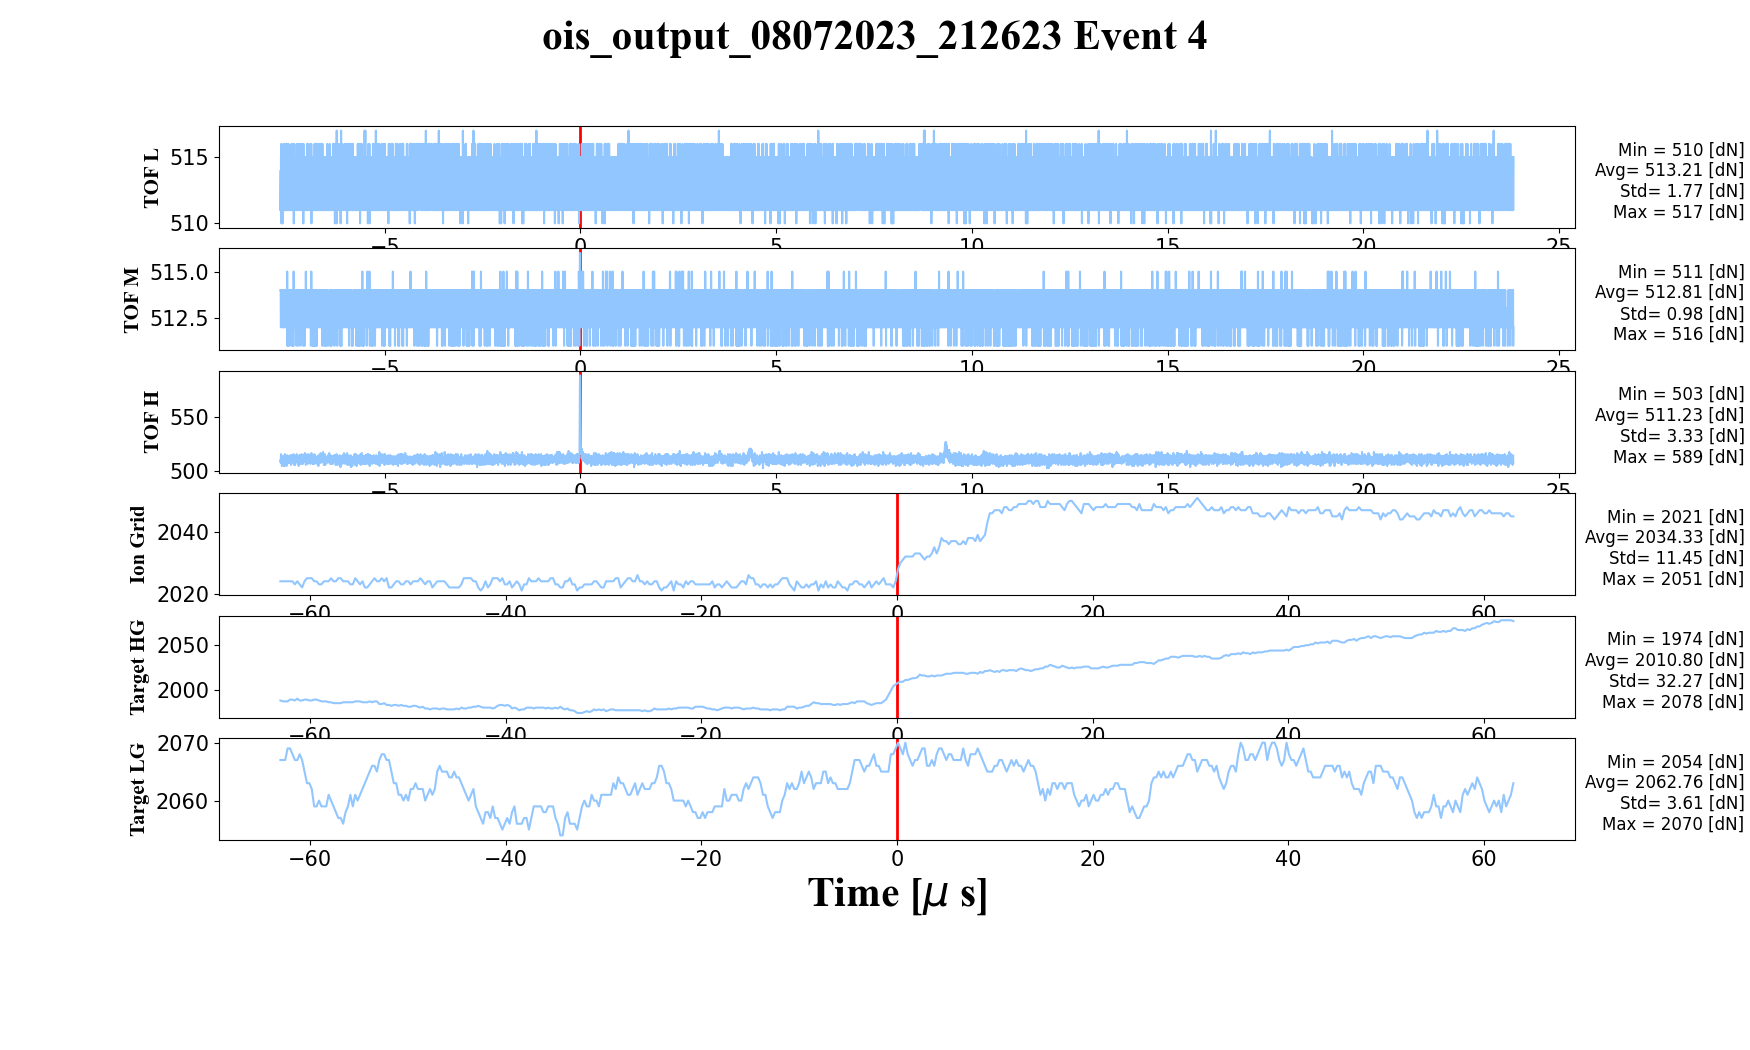 ois_output_08072023_212623 Event 4
TOF L
515
510
Min = 510 [dN]
Avg= 513.21 [dN]
Std= 1.77 [dN]
Max = 517 [dN]
−5 0 5 10 15 20 25
TOF M
515.0
512.5
Min = 511 [dN]
Avg= 512.81 [dN]
Std= 0.98 [dN]
Max = 516 [dN]
−5 0 5 10 15 20 25
TOF H
550
500
Min = 503 [dN]
Avg= 511.23 [dN]
Std= 3.33 [dN]
Max = 589 [dN]
−5 0 5 10 15 20 25
Ion Grid
2040
2020
Min = 2021 [dN]
Avg= 2034.33 [dN]
Std= 11.45 [dN]
Max = 2051 [dN]
−60 −40 −20 0 20 40 60
Target HG
2050
2000
Min = 1974 [dN]
Avg= 2010.80 [dN]
Std= 32.27 [dN]
Max = 2078 [dN]
−60 −40 −20 0 20 40 60
Target LG
2070
2060
Min = 2054 [dN]
Avg= 2062.76 [dN]
Std= 3.61 [dN]
Max = 2070 [dN]
−60 −40 −20 0 20 40 60
Time [μ s]